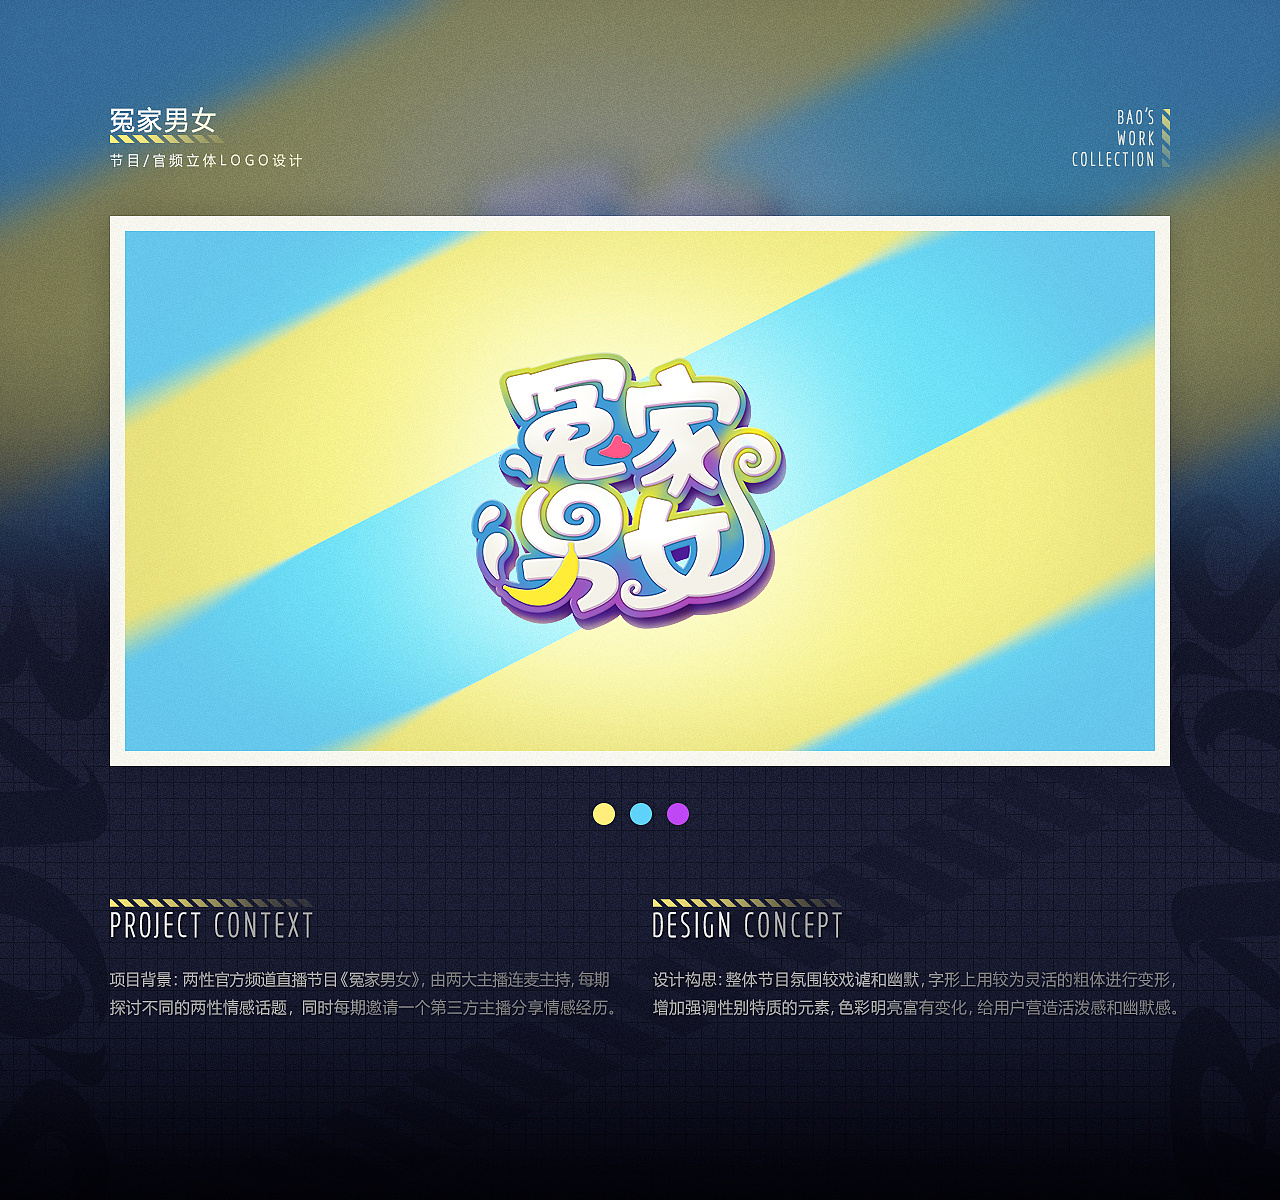 冤家男女
节目/官频立体LOGO设计
BAO'S
WORK
COLLECTION
冤家
男女
PROJECT CONTEXT
项目背景：两性官方频道直播节目《冤家男女》，由两大主播连麦主持，每期
探讨不同的两性情感话题，同时每期邀请一个第三方主播分享情感经历。
DESIGN CONCEPT
设计构思：整体节目氛围较戏谑和幽默，字形上用较为灵活的粗体进行变形，
增加强调性别特质的元素，色彩明亮富有变化，给用户营造活泼感和幽默感。